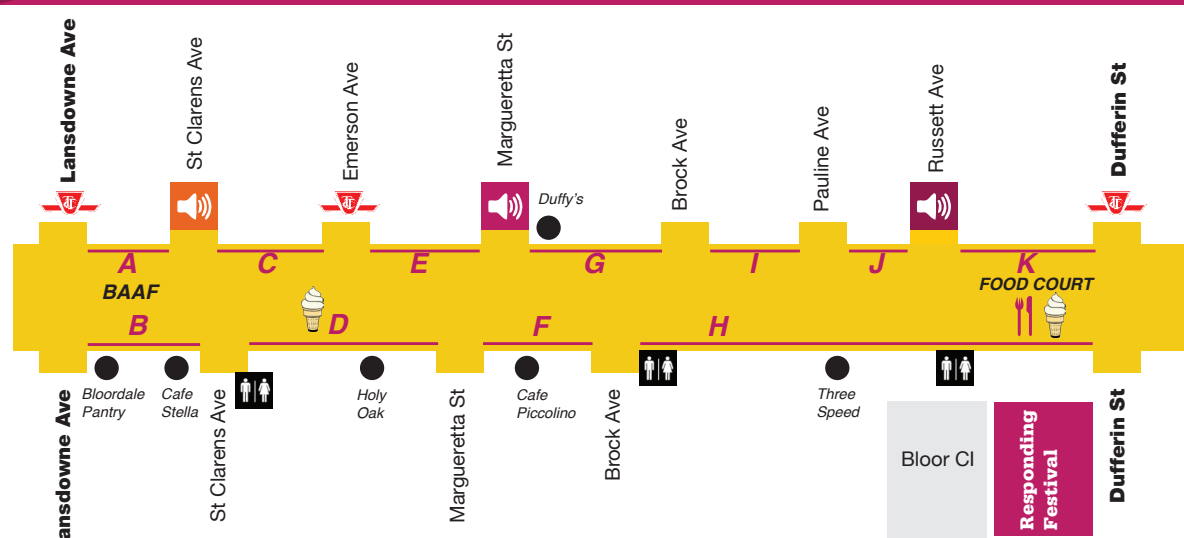 Lansdowne Ave
St Clarens Ave
Emerson Ave
Margueretta St
Brock Ave
Pauline Ave
Russett Ave
Dufferin St
Duffy's
A
C
E
G
I
J
K
BAAF
FOOD COURT
B
D
F
H
Bloordale
Pantry
Cafe
Stella
Holy
Oak
Cafe
Piccolino
Three
Speed
ansdowne Ave
St Clarens Ave
Margueretta St
Brock Ave
Bloor CI
Responding
Festival
Dufferin St